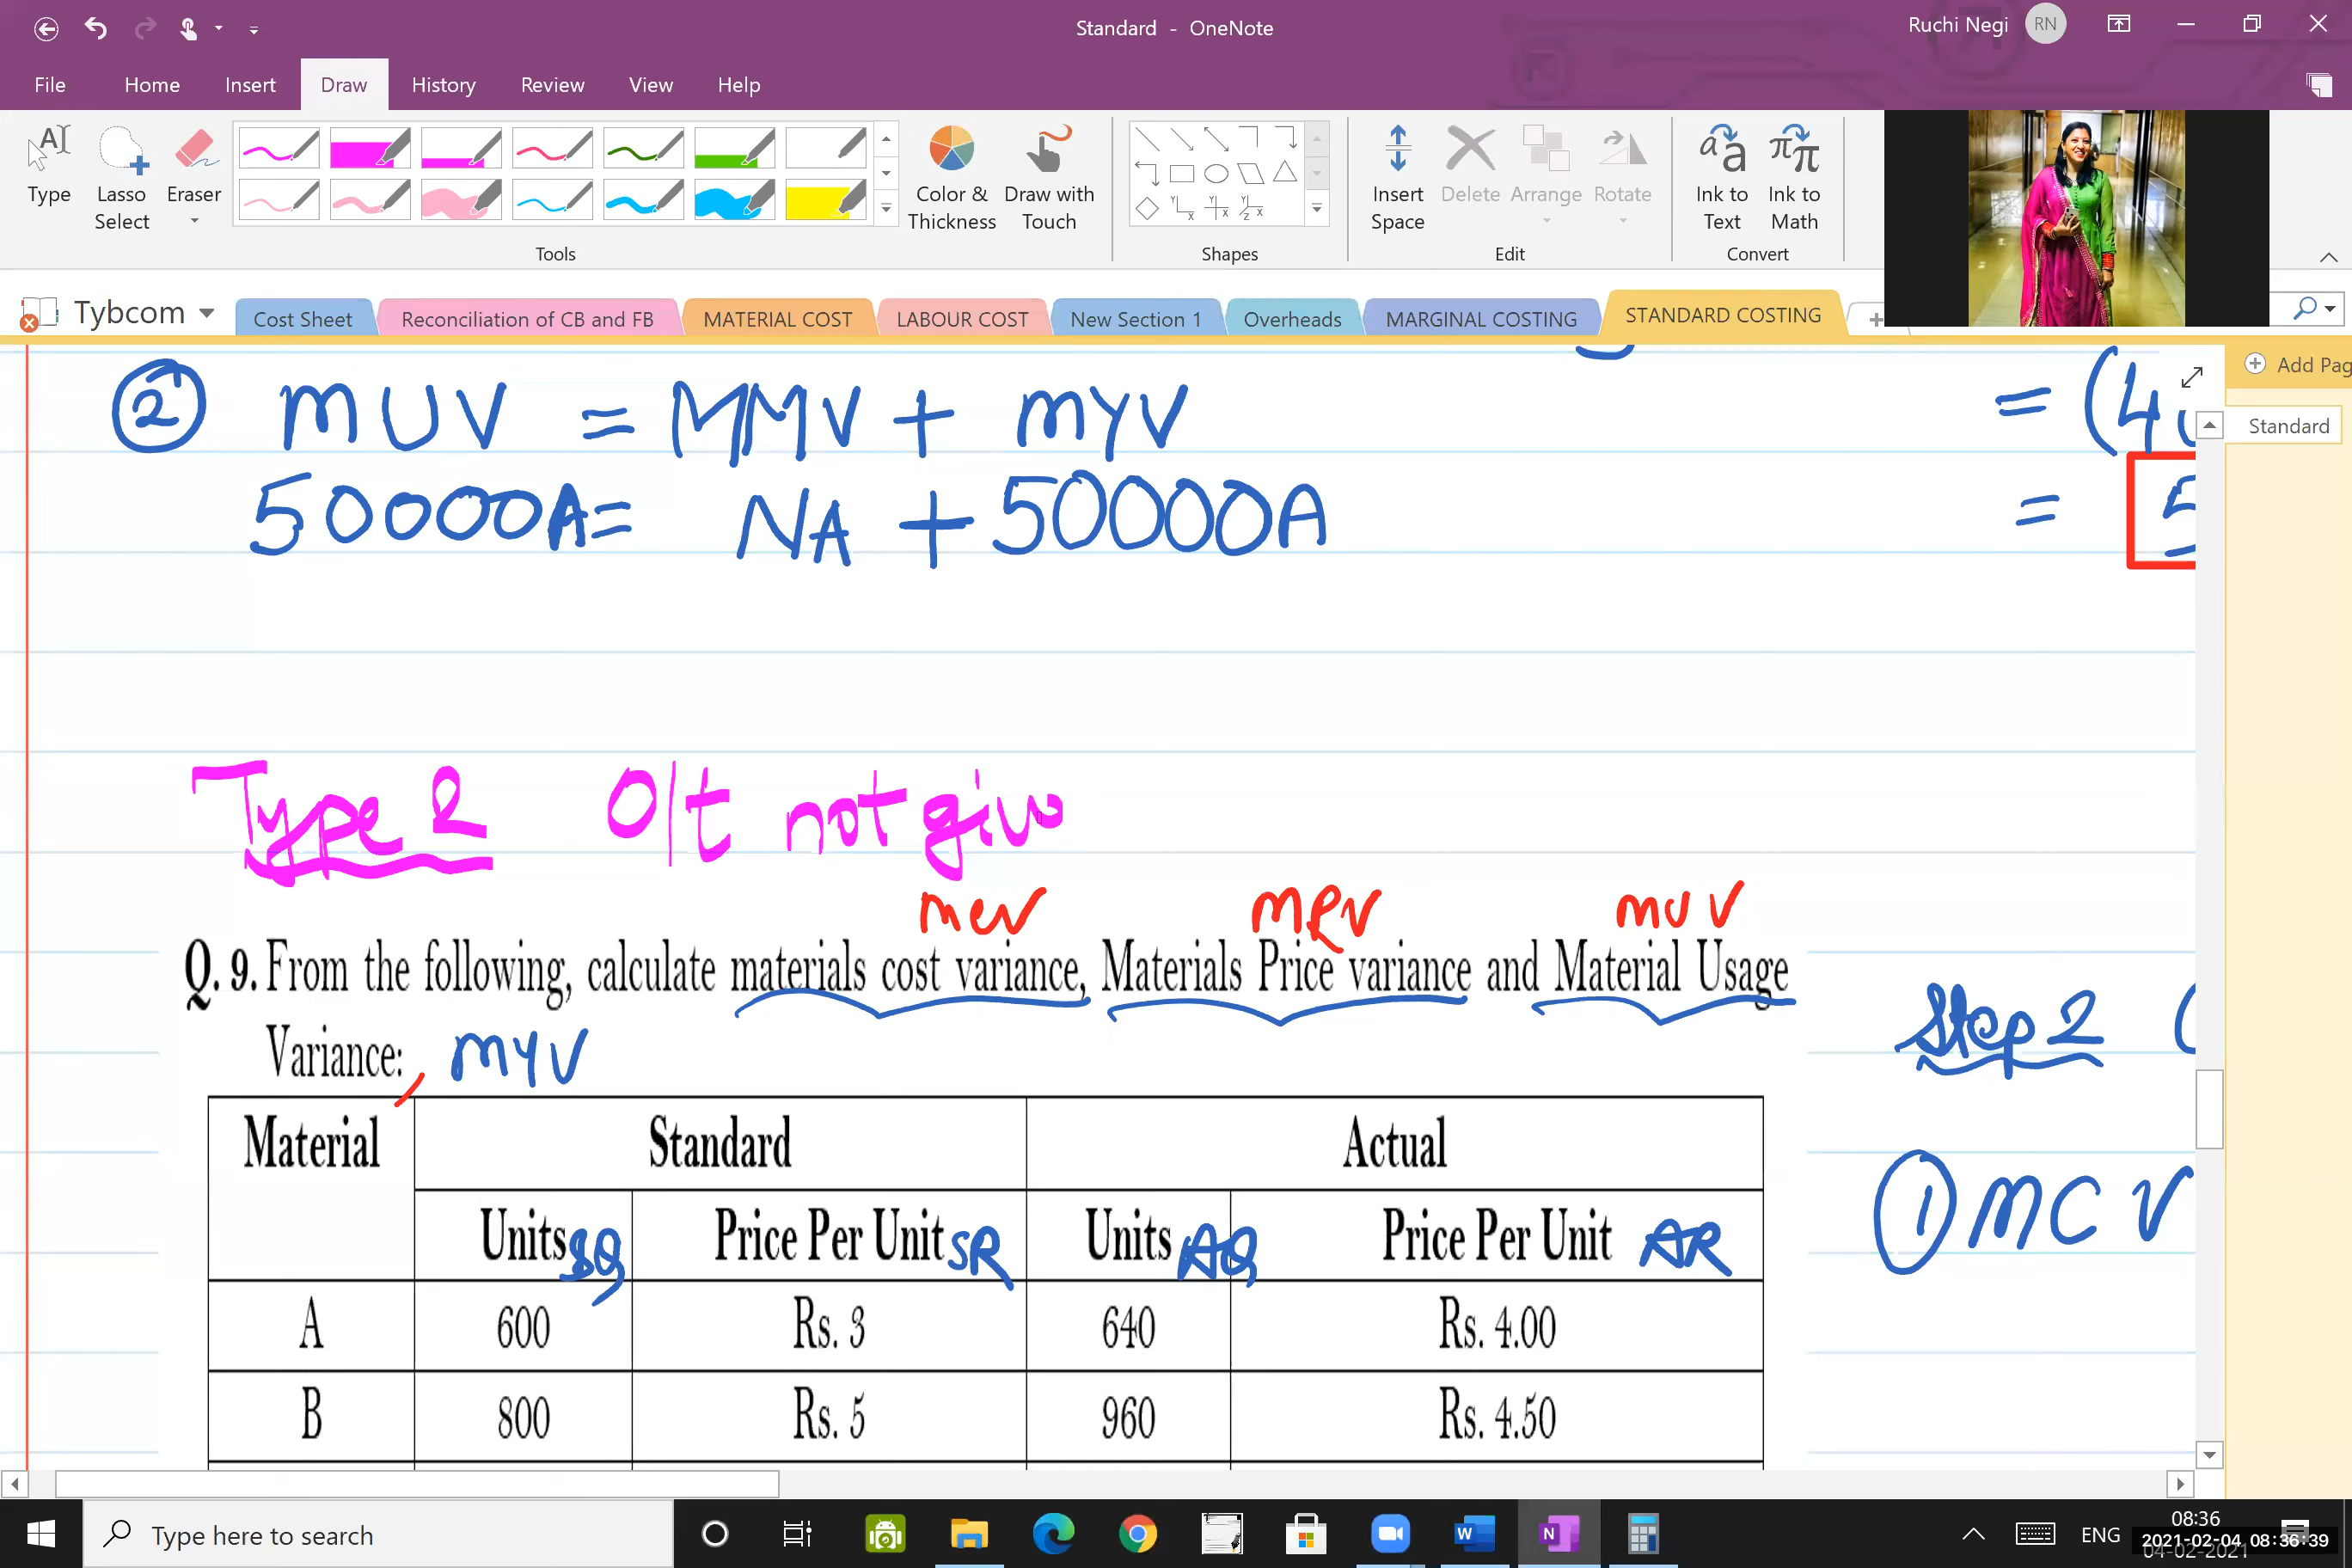 Standard - OneNote
Ruchi Negi RN
File Home Insert Draw History Review View Help
Type
Lasso Select
Eraser
Color & Thickness
Draw with Touch
Insert Space
Delete
Arrange
Rotate
Ink to Text
Ink to Math
Tools
Shapes
Edit
Convert
Tybcom
Cost Sheet
Reconciliation of CB and FB
MATERIAL COST
LABOUR COST
New Section 1
Overheads
MARGINAL COSTING
STANDARD COSTING
Add Pag
Standard
② MUV = MMV + MYV
= (4
50000A = NA + 50000A
= 5
Type 2 O/t not giv
MCV MPV MUV
Q. 9. From the following, calculate materials cost variance, Materials Price variance and Material Usage
Variance: , MYV
Step 2 (
① MCV
Material Standard Actual
Units SQ Price Per Unit SR Units AQ Price Per Unit AR
A 600 Rs. 3 640 Rs. 4.00
B 800 Rs. 5 960 Rs. 4.50
Type here to search
ENG
08:36
04-02-2021
2021-02-04 08:36:39